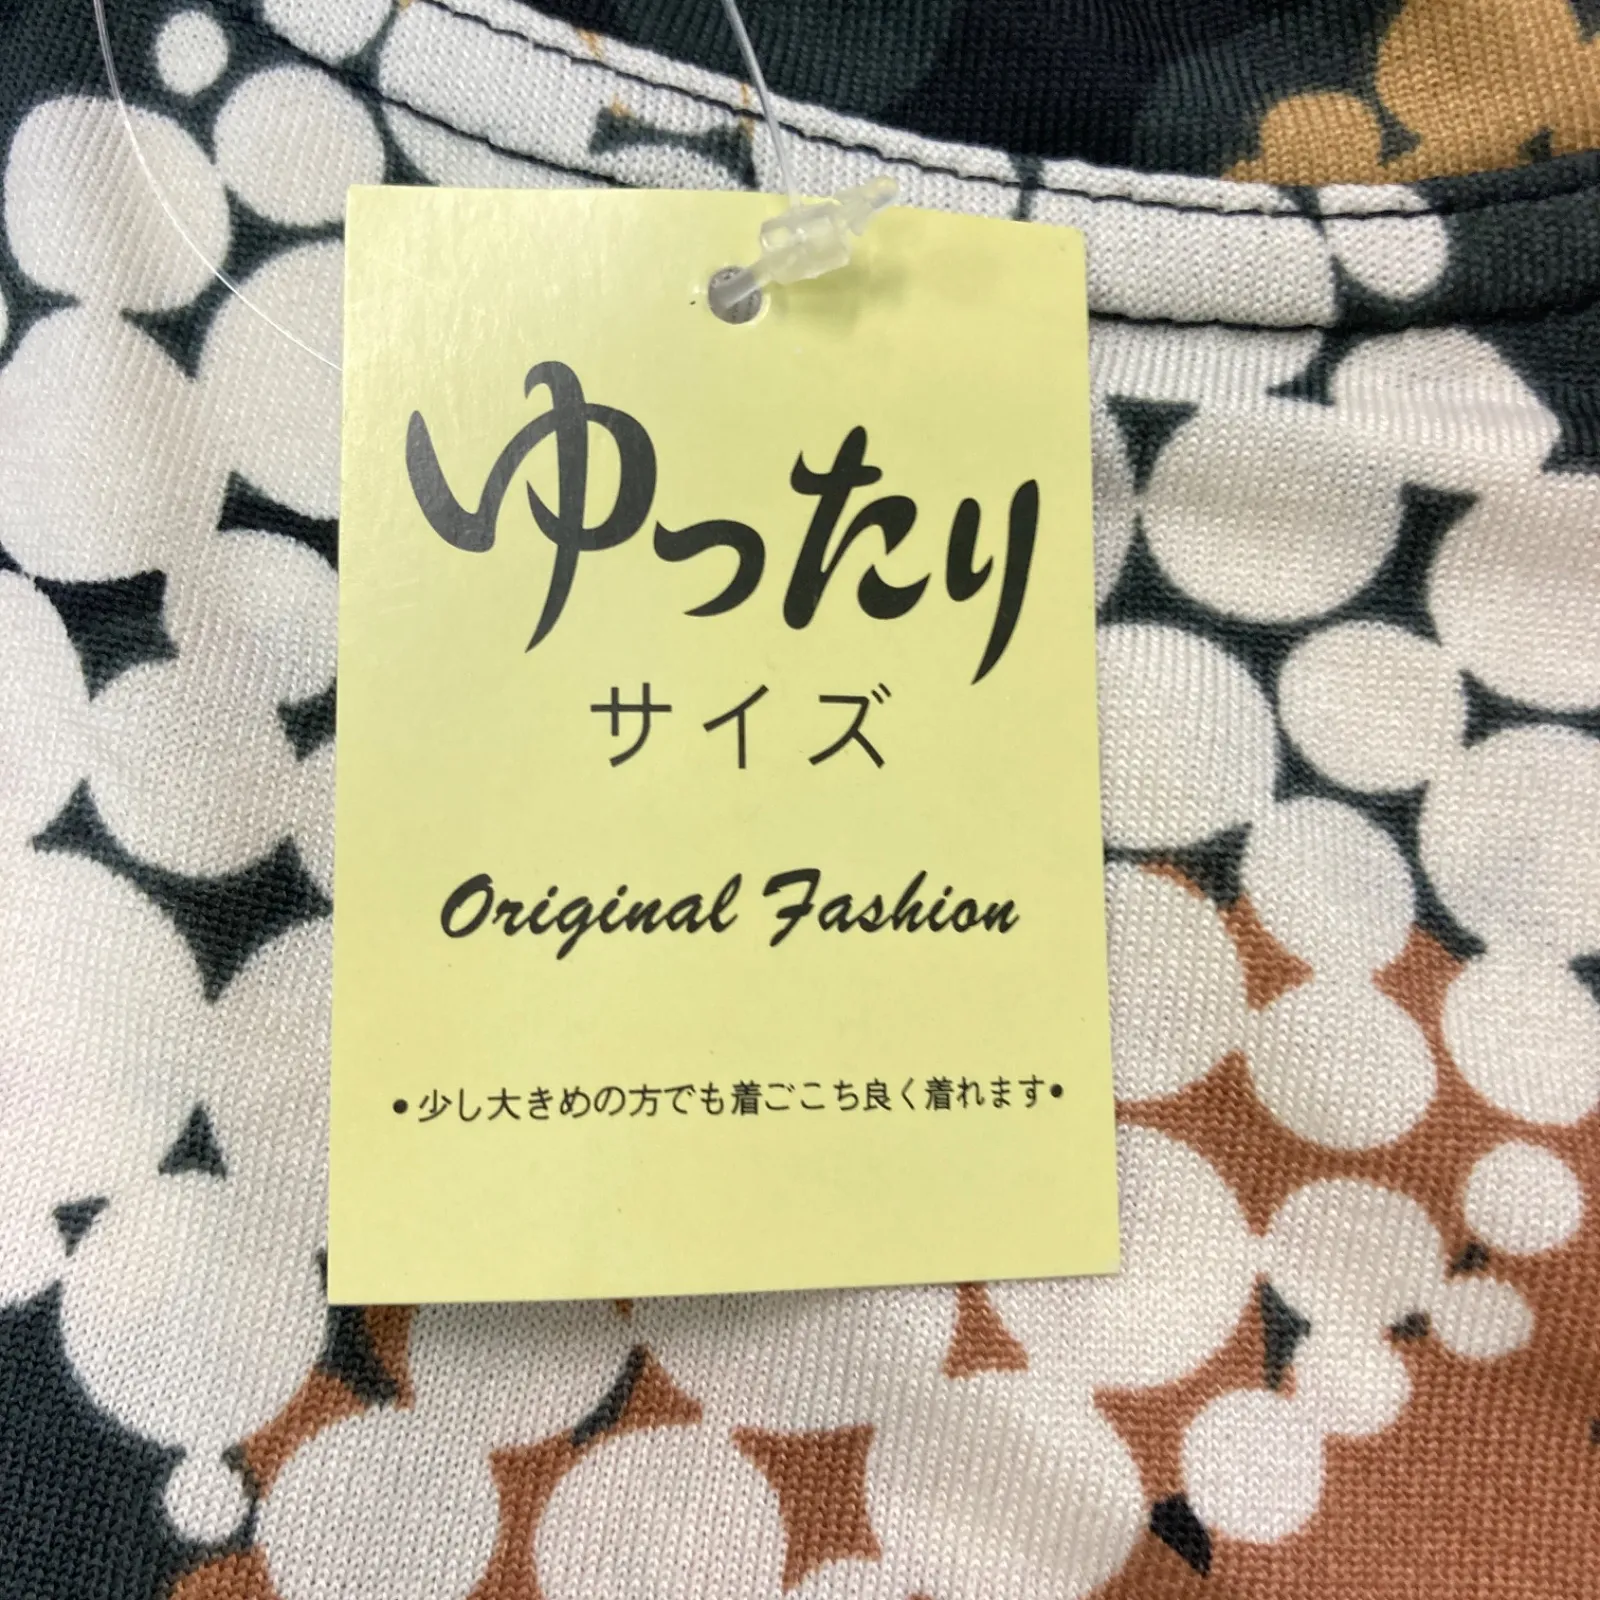 ゆったり
サイズ
Original Fashion
•少し大きめの方でも着ごこち良く着れます•